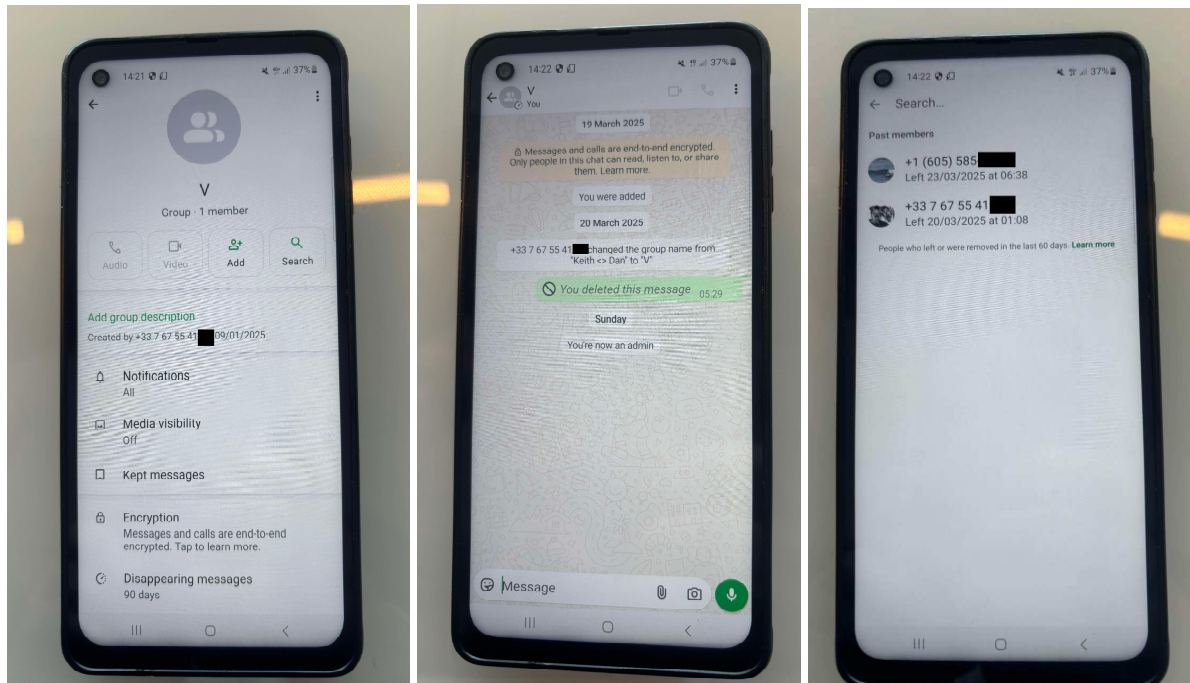 14:21
37%
V
Group · 1 member
Audio
Video
Add
Search
Add group description
Created by +33 7 67 55 41 09/01/2025
Notifications
All
Media visibility
Off
Kept messages
Encryption
Messages and calls are end-to-end
encrypted. Tap to learn more.
Disappearing messages
90 days
14:22
37%
V
You
19 March 2025
Messages and calls are end-to-end encrypted.
Only people in this chat can read, listen to, or share
them. Learn more.
You were added
20 March 2025
+33 7 67 55 41 changed the group name from
"Keith <> Dan" to "V"
You deleted this message 05:29
Sunday
You're now an admin
Message
14:22
37%
Search...
Past members
+1 (605) 585
Left 23/03/2025 at 06:38
+33 7 67 55 41
Left 20/03/2025 at 01:08
People who left or were removed in the last 60 days. Learn more